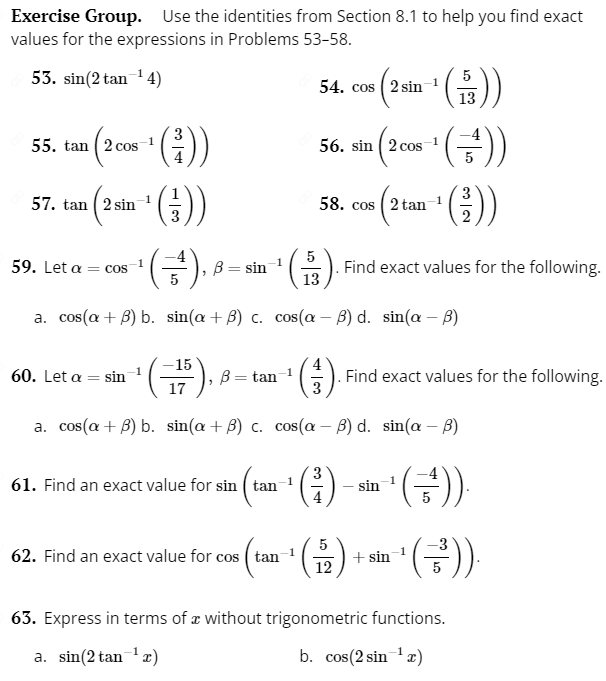 Exercise Group. Use the identities from Section 8.1 to help you find exact
values for the expressions in Problems 53–58.
53. sin(2 tan⁻¹ 4)
54. cos (2 sin⁻¹ (5/13))
55. tan (2 cos⁻¹ (3/4))
56. sin (2 cos⁻¹ (−4/5))
57. tan (2 sin⁻¹ (1/3))
58. cos (2 tan⁻¹ (3/2))
59. Let α = cos⁻¹ (−4/5), β = sin⁻¹ (5/13). Find exact values for the following.
a. cos(α + β) b. sin(α + β) c. cos(α − β) d. sin(α − β)
60. Let α = sin⁻¹ (−15/17), β = tan⁻¹ (4/3). Find exact values for the following.
a. cos(α + β) b. sin(α + β) c. cos(α − β) d. sin(α − β)
61. Find an exact value for sin (tan⁻¹ (3/4) − sin⁻¹ (−4/5)).
62. Find an exact value for cos (tan⁻¹ (5/12) + sin⁻¹ (−3/5)).
63. Express in terms of x without trigonometric functions.
a. sin(2 tan⁻¹ x) b. cos(2 sin⁻¹ x)